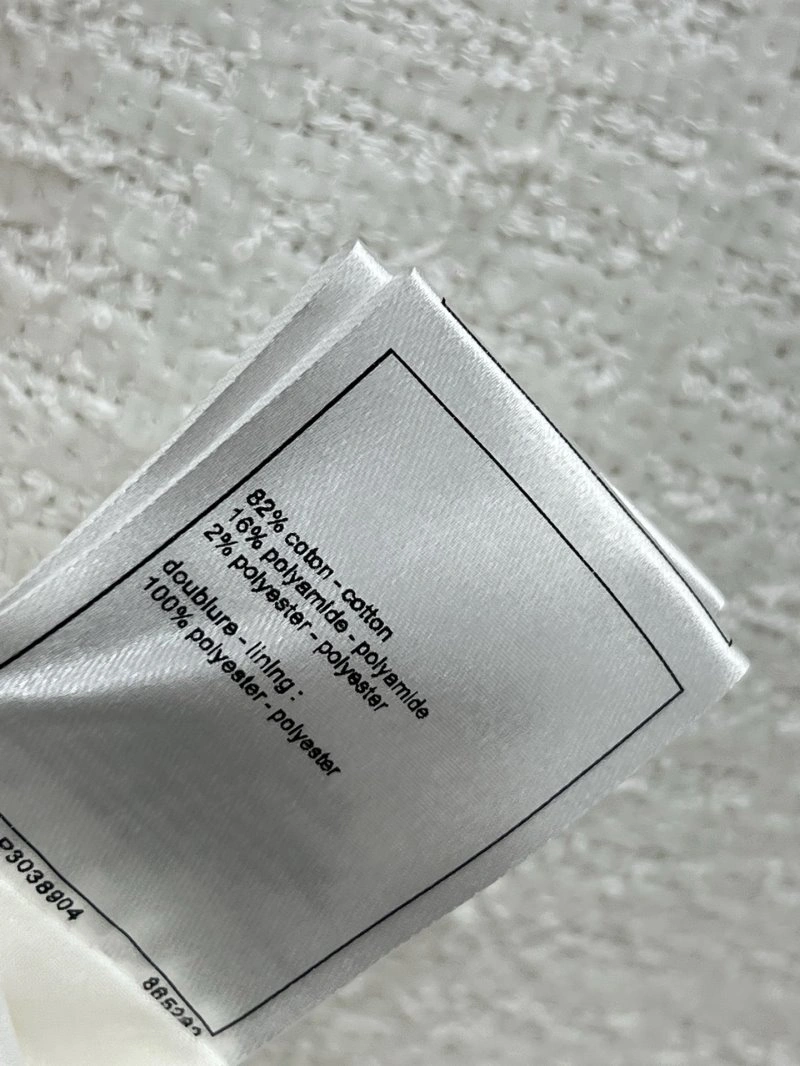 82% coton - cotton
16% polyamide - polyamide
2% polyester - polyester
doublure - lining :
100% polyester - polyester
P3038904